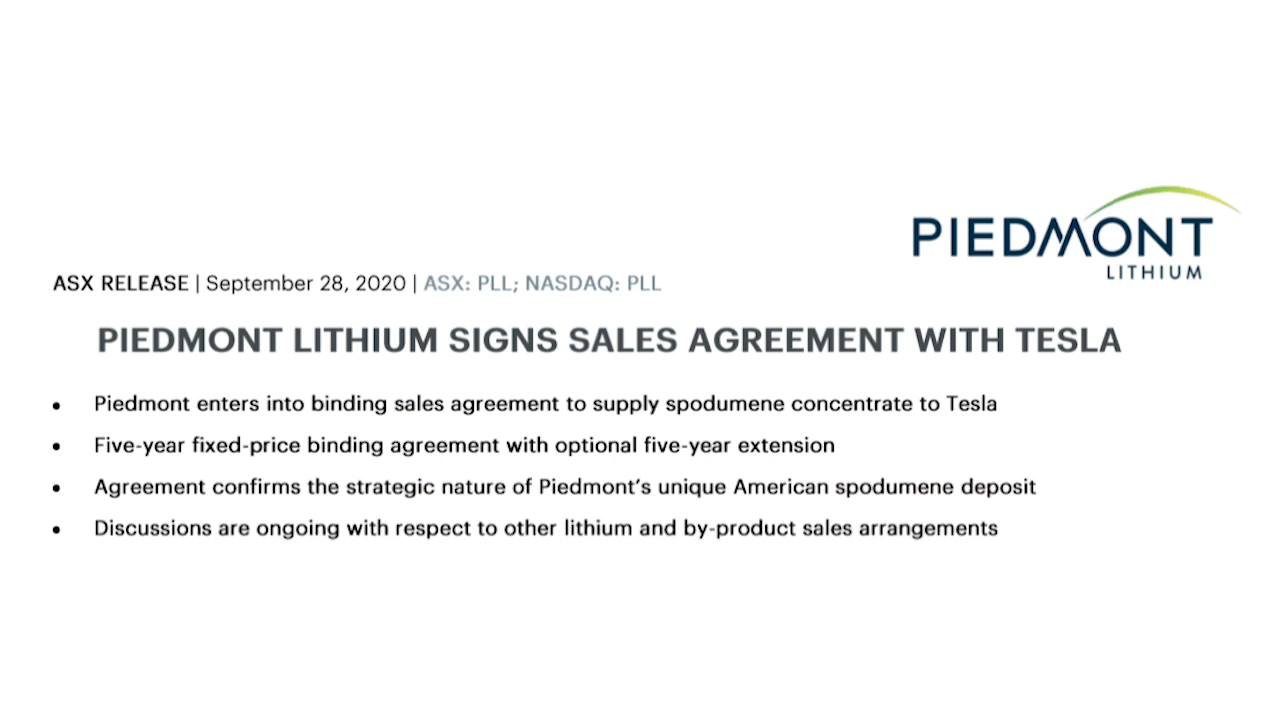 PIEDMONT
LITHIUM
ASX RELEASE | September 28, 2020 | ASX: PLL; NASDAQ: PLL
PIEDMONT LITHIUM SIGNS SALES AGREEMENT WITH TESLA
• Piedmont enters into binding sales agreement to supply spodumene concentrate to Tesla
• Five-year fixed-price binding agreement with optional five-year extension
• Agreement confirms the strategic nature of Piedmont’s unique American spodumene deposit
• Discussions are ongoing with respect to other lithium and by-product sales arrangements